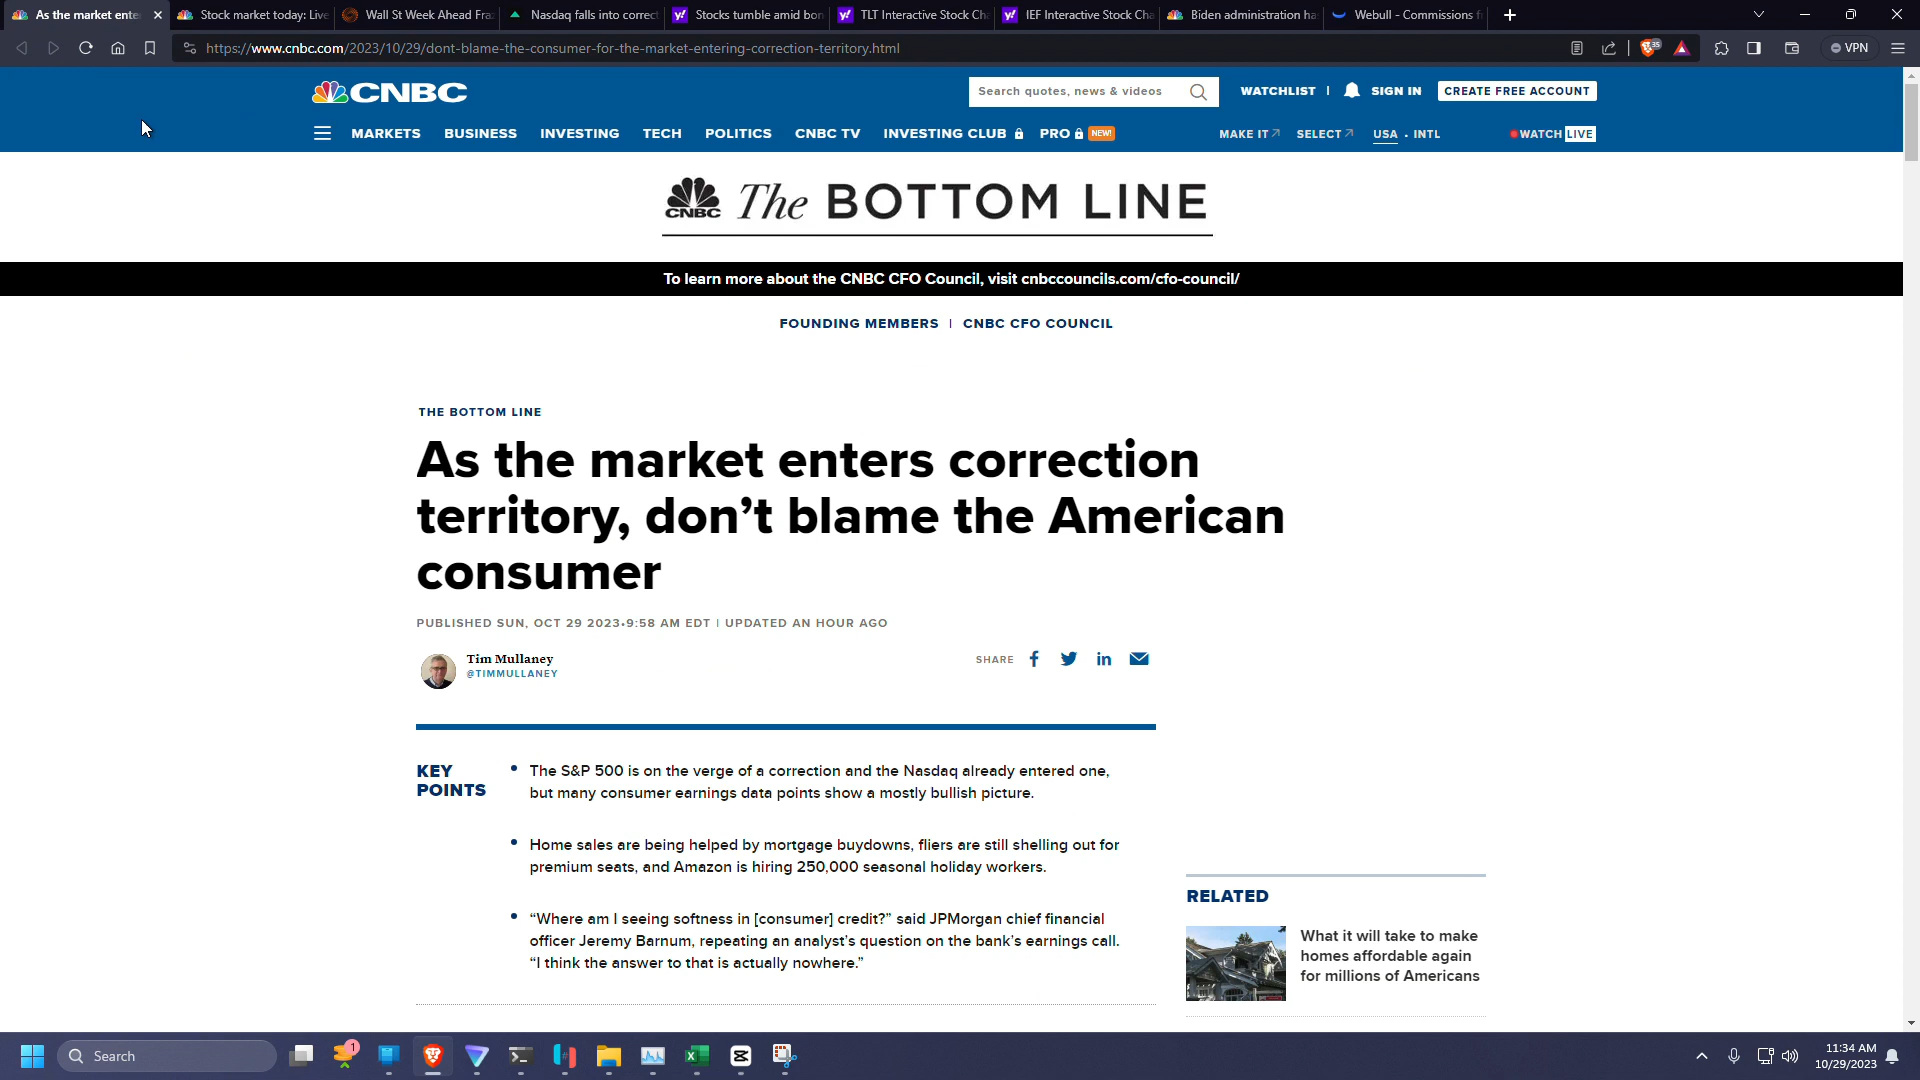 As the market ente
Stock market today: Live
Wall St Week Ahead Fra
Nasdaq falls into correct
Stocks tumble amid bon
TLT Interactive Stock Ch
IEF Interactive Stock Cha
Biden administration ha
Webull - Commissions f
https://www.cnbc.com/2023/10/29/dont-blame-the-consumer-for-the-market-entering-correction-territory.html
35
VPN
CNBC
Search quotes, news & videos
WATCHLIST | SIGN IN
CREATE FREE ACCOUNT
MARKETS BUSINESS INVESTING TECH POLITICS CNBC TV INVESTING CLUB PRO NEW!
MAKE IT SELECT USA • INTL
WATCH LIVE
CNBC The BOTTOM LINE
To learn more about the CNBC CFO Council, visit cnbccouncils.com/cfo-council/
FOUNDING MEMBERS | CNBC CFO COUNCIL
THE BOTTOM LINE
As the market enters correction
territory, don’t blame the American
consumer
PUBLISHED SUN, OCT 29 2023•9:58 AM EDT | UPDATED AN HOUR AGO
Tim Mullaney
@TIMMULLANEY
SHARE
KEY
POINTS
• The S&P 500 is on the verge of a correction and the Nasdaq already entered one,
but many consumer earnings data points show a mostly bullish picture.
• Home sales are being helped by mortgage buydowns, fliers are still shelling out for
premium seats, and Amazon is hiring 250,000 seasonal holiday workers.
• “Where am I seeing softness in [consumer] credit?” said JPMorgan chief financial
officer Jeremy Barnum, repeating an analyst’s question on the bank’s earnings call.
“I think the answer to that is actually nowhere.”
RELATED
What it will take to make
homes affordable again
for millions of Americans
Search
1
11:34 AM
10/29/2023